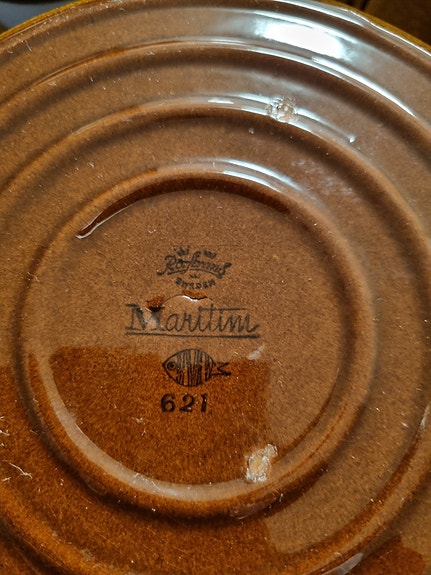 Rörstrand
SWEDEN
Maritim
621